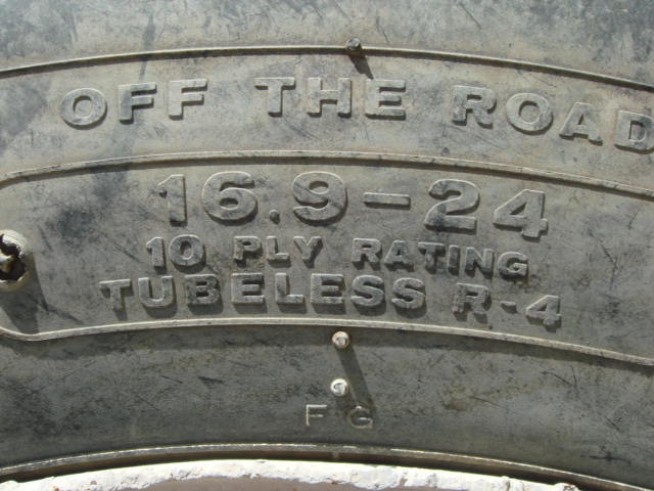 OFF THE ROAD
16.9-24
10 PLY RATING
TUBELESS R-4
FG